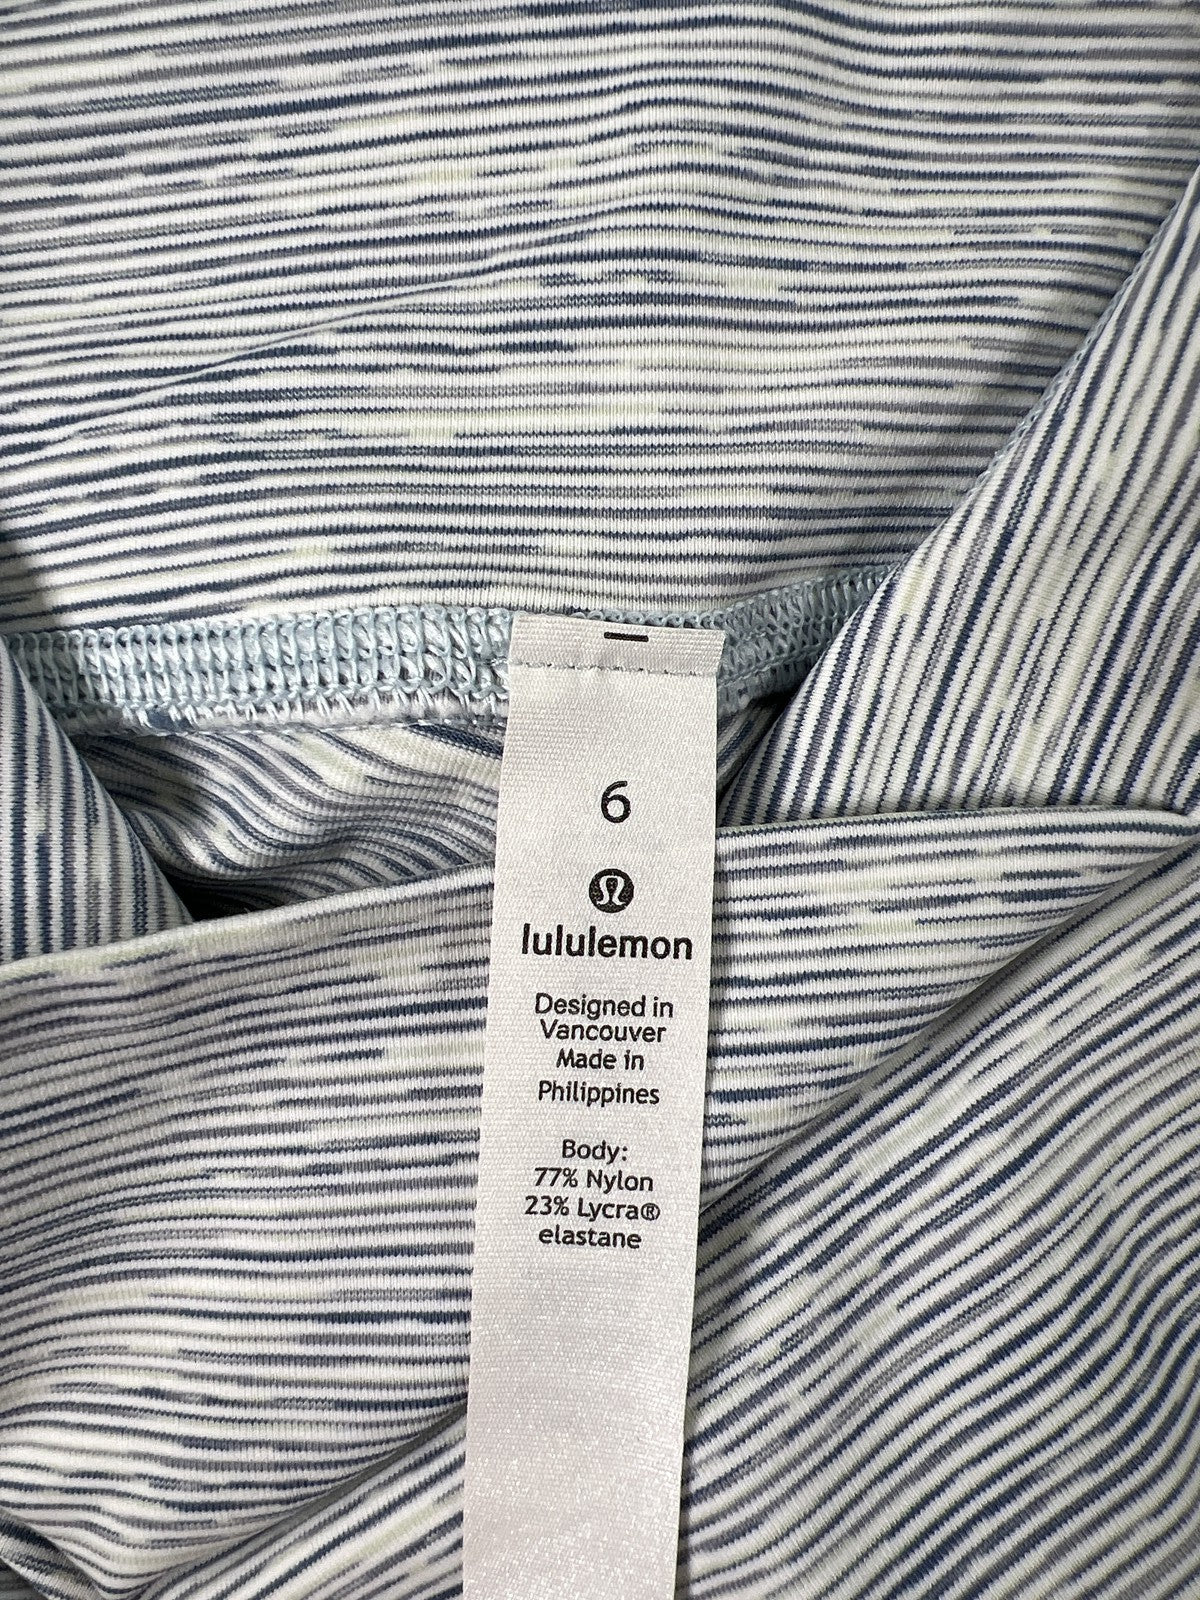 6
lululemon
Designed in
Vancouver
Made in
Philippines
Body:
77% Nylon
23% Lycra®
elastane